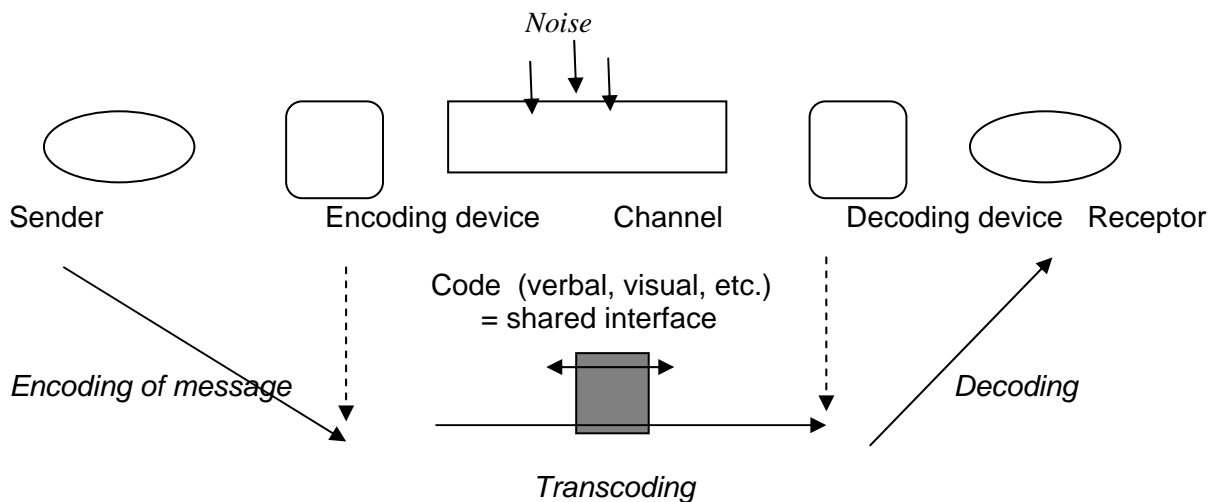 Noise
Sender Encoding device Channel Decoding device Receptor
Code (verbal, visual, etc.)
= shared interface
Encoding of message Decoding
Transcoding